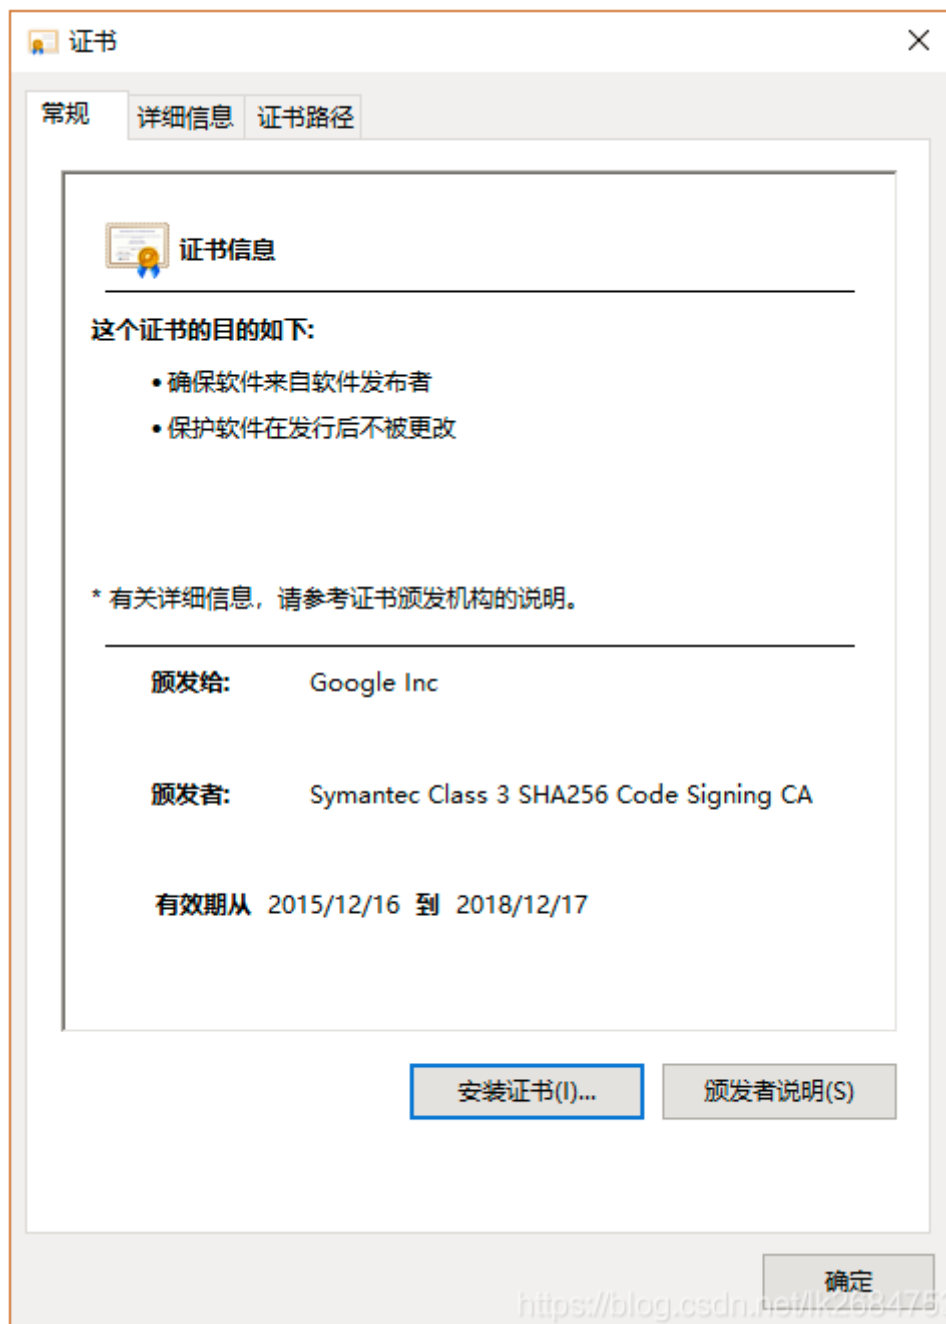 证书
常规 详细信息 证书路径
证书信息
这个证书的目的如下:
• 确保软件来自软件发布者
• 保护软件在发行后不被更改
* 有关详细信息，请参考证书颁发机构的说明。
颁发给: Google Inc
颁发者: Symantec Class 3 SHA256 Code Signing CA
有效期从 2015/12/16 到 2018/12/17
安装证书(I)... 颁发者说明(S)
确定
https://blog.csdn.net/lk268475